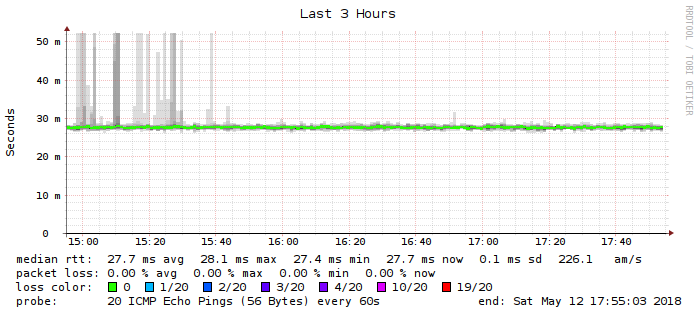 Last 3 Hours
RRDTOOL / TOBI OETIKER
Seconds
50 m
40 m
30 m
20 m
10 m
0
15:00 15:20 15:40 16:00 16:20 16:40 17:00 17:20 17:40
median rtt: 27.7 ms avg 28.1 ms max 27.4 ms min 27.7 ms now 0.1 ms sd 226.1 am/s
packet loss: 0.00 % avg 0.00 % max 0.00 % min 0.00 % now
loss color: 0 1/20 2/20 3/20 4/20 10/20 19/20
probe: 20 ICMP Echo Pings (56 Bytes) every 60s end: Sat May 12 17:55:03 2018